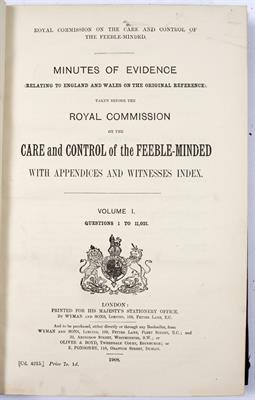 ROYAL COMMISSION ON THE CARE AND CONTROL OF
THE FEEBLE-MINDED.
MINUTES OF EVIDENCE
(RELATING TO ENGLAND AND WALES ON THE ORIGINAL REFERENCE),
TAKEN BEFORE THE
ROYAL COMMISSION
ON THE
CARE and CONTROL of the FEEBLE-MINDED
WITH APPENDICES AND WITNESSES INDEX.
VOLUME I.
QUESTIONS 1 TO 11,021.
LONDON:
PRINTED FOR HIS MAJESTY'S STATIONERY OFFICE,
BY WYMAN AND SONS, LIMITED, 109, FETTER LANE, E.C.
And to be purchased, either directly or through any Bookseller, from
WYMAN AND SONS, LIMITED, 109, FETTER LANE, FLEET STREET, E.C.; and
32, ABINGDON STREET, WESTMINSTER, S.W.; or
OLIVER & BOYD, TWEEDDALE COURT, EDINBURGH; or
E. PONSONBY, 116, GRAFTON STREET, DUBLIN.
1908.
[Cd. 4215.] Price 7s. 1d.